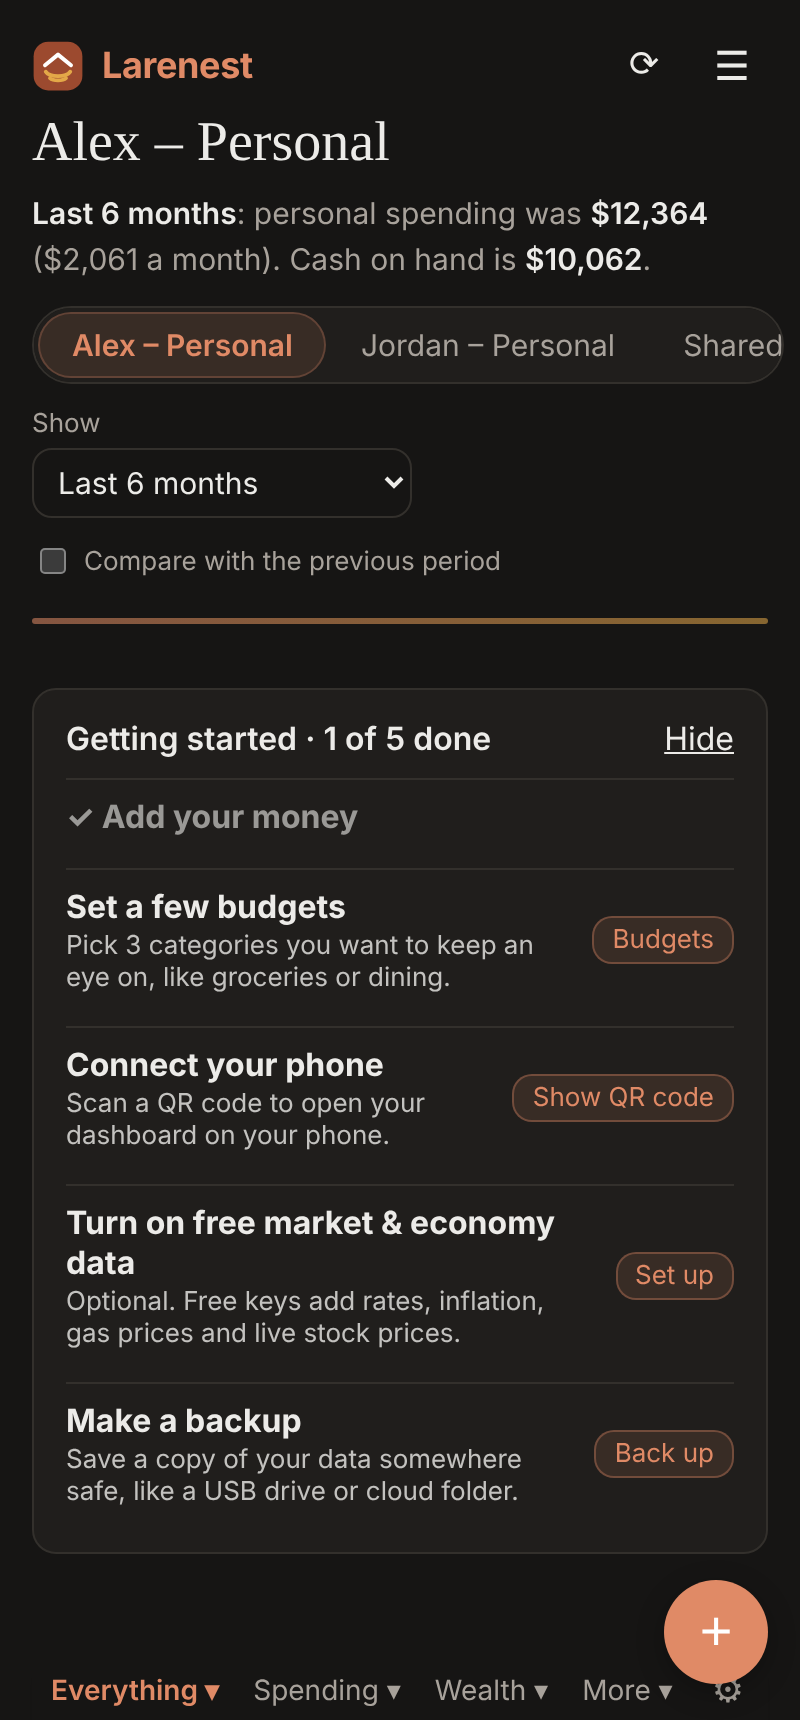 Larenest
Alex – Personal
Last 6 months: personal spending was $12,364
($2,061 a month). Cash on hand is $10,062.
Alex – Personal Jordan – Personal Shared
Show
Last 6 months
Compare with the previous period
Getting started · 1 of 5 done Hide
✓ Add your money
Set a few budgets
Pick 3 categories you want to keep an
eye on, like groceries or dining.
Budgets
Connect your phone
Scan a QR code to open your
dashboard on your phone.
Show QR code
Turn on free market & economy
data
Optional. Free keys add rates, inflation,
gas prices and live stock prices.
Set up
Make a backup
Save a copy of your data somewhere
safe, like a USB drive or cloud folder.
Back up
+
Everything ▾ Spending ▾ Wealth ▾ More ▾